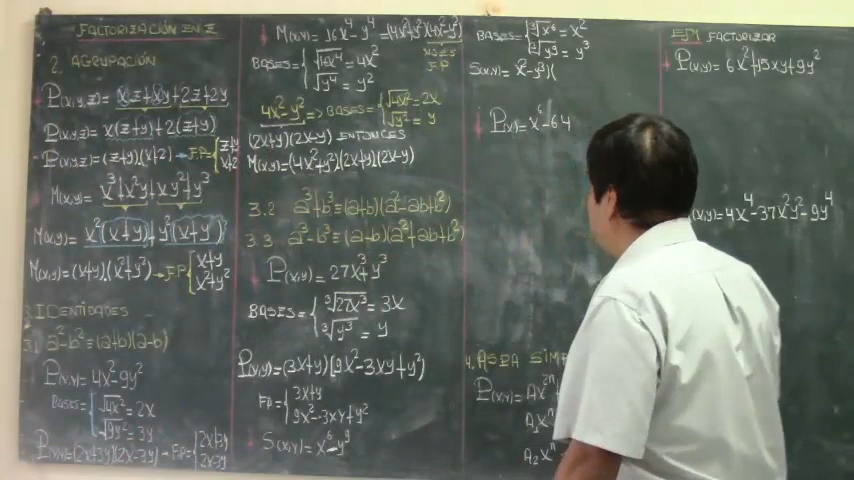 FACTORIZACIÓN EN Z
2. AGRUPACIÓN
P(x,y,z) = xz+xy+2z+2y
P(x,y,z) = x(z+y)+2(z+y)
P(x,y,z) = (z+y)(x+2) → F.P = { z+y
x+2
M(x,y) = x³+x²y+xy²+y³
M(x,y) = x²(x+y)+y²(x+y)
M(x,y) = (x+y)(x²+y²) → F.P { x+y
x²+y²
3. IDENTIDADES
3.1 a²-b² = (a+b)(a-b)
P(x,y) = 4x²-9y²
BASES = { √4x² = 2x
√9y² = 3y
P(x,y) = (2x+3y)(2x-3y) → F.P = { 2x+3y
2x-3y
M(x,y) = 16x⁴-y⁴ = (4x²+y²)(4x²-y²)
F.P
BASES = { √16x⁴ = 4x²
√y⁴ = y²
4x²-y² => BASES = { √4x² = 2x
√y² = y
(2x+y)(2x-y) ENTONCES
M(x,y) = (4x²+y²)(2x+y)(2x-y)
3.2 a³+b³ = (a+b)(a²-ab+b²)
3.3 a³-b³ = (a-b)(a²+ab+b²)
P(x,y) = 27x³+y³
BASES = { ³√27x³ = 3x
³√y³ = y
P(x,y) = (3x+y)(9x²-3xy+y²)
FP = { 3x+y
9x²-3xy+y²
S(x,y) = x⁶-y⁹
BASES = { ³√x⁶ = x²
³√y⁹ = y³
S(x,y) = x²-y³)(
P(x) = x⁶-64
4. ASPA SIM
P(x,y) = Ax²ⁿ
A₁xⁿ
A₂xⁿ
EJM FACTORIZAR
P(x,y) = 6x²+15xy+9y²
(x,y) = 4x⁴-37x²y²-9y⁴